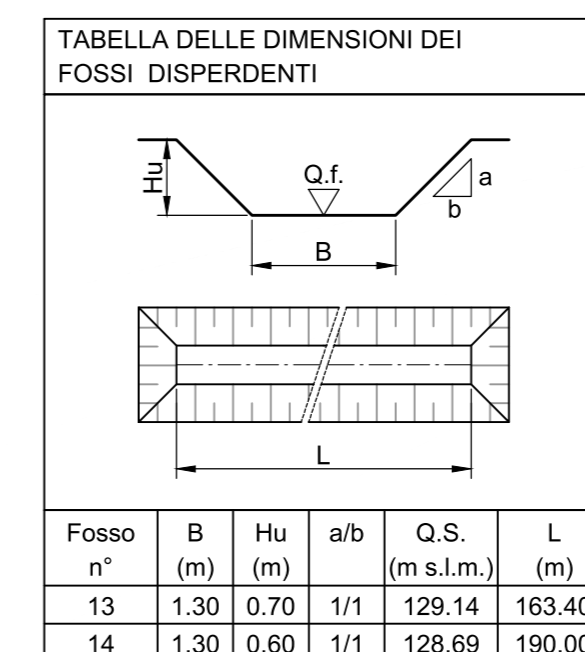 TABELLA DELLE DIMENSIONI DEI
FOSSI DISPERDENTI
Hu
Q.f.
a
b
B
L
Fosso B Hu a/b Q.S. L
n° (m) (m) (m s.l.m.) (m)
13 1.30 0.70 1/1 129.14 163.40
14 1.30 0.60 1/1 128.69 190.00